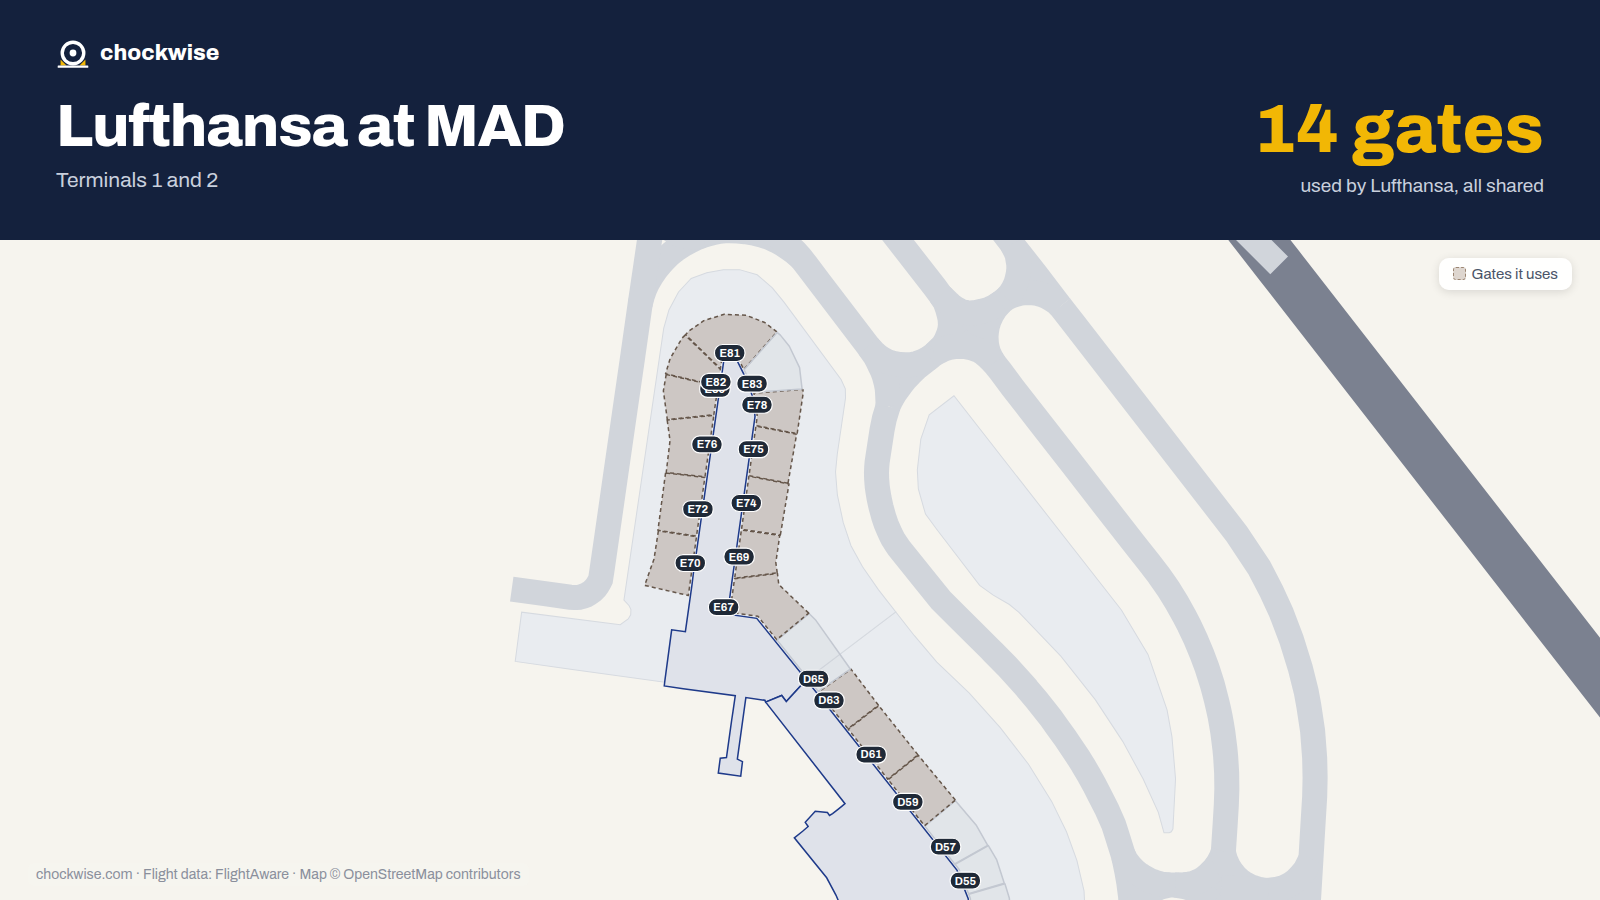 chockwise
Lufthansa at MAD
Terminals 1 and 2
14 gates
used by Lufthansa, all shared
Gates it uses
E81
E82
E83
E78
E76
E75
E74
E72
E69
E70
E67
D65
D63
D61
D59
D57
D55
chockwise.com · Flight data: FlightAware · Map © OpenStreetMap contributors